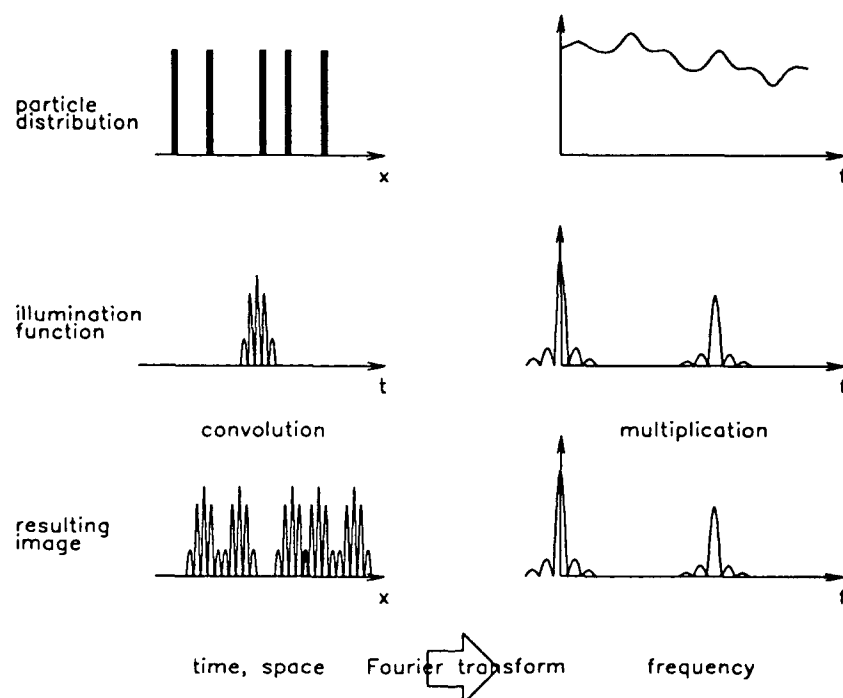 particle
distribution
x
f
illumination
function
t
f
convolution
multiplication
resulting
image
x
f
time, space
Fourier transform
frequency